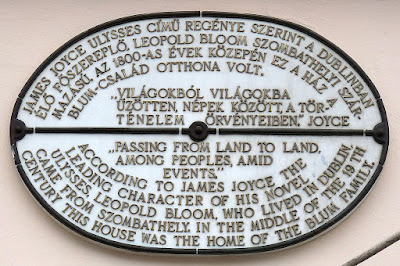 JAMES JOYCE ULYSSES CÍMŰ REGÉNYE SZERINT A DUBLINBAN
ÉLŐ FŐSZEREPLŐ, LEOPOLD BLOOM SZOMBATHELYI SZÁR-
MAZÁSÚ. AZ 1800-AS ÉVEK KÖZEPÉN EZ A HÁZ A
BLUM-CSALÁD OTTHONA VOLT.
„VILÁGOKBÓL VILÁGOKBA
ŰZÖTTEN, NÉPEK KÖZÖTT, A TÖR-
TÉNELEM ÖRVÉNYEIBEN.” JOYCE
„PASSING FROM LAND TO LAND,
AMONG PEOPLES, AMID
EVENTS.”
ACCORDING TO JAMES JOYCE THE
LEADING CHARACTER OF HIS NOVEL
ULYSSES, LEOPOLD BLOOM, WHO LIVED IN DUBLIN,
CAME FROM SZOMBATHELY. IN THE MIDDLE OF THE 19 TH
CENTURY THIS HOUSE WAS THE HOME OF THE BLUM FAMILY.